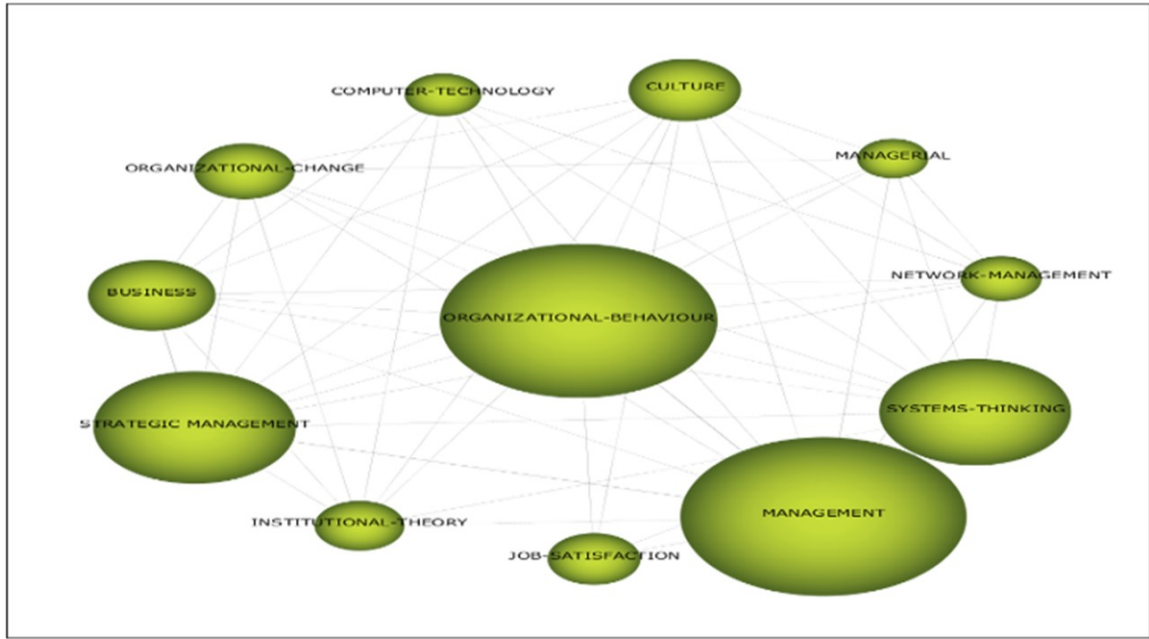 COMPUTER-TECHNOLOGY
CULTURE
ORGANIZATIONAL-CHANGE
MANAGERIAL
BUSINESS
NETWORK-MANAGEMENT
ORGANIZATIONAL-BEHAVIOUR
STRATEGIC MANAGEMENT
SYSTEMS-THINKING
INSTITUTIONAL-THEORY
MANAGEMENT
JOB-SATISFACTION